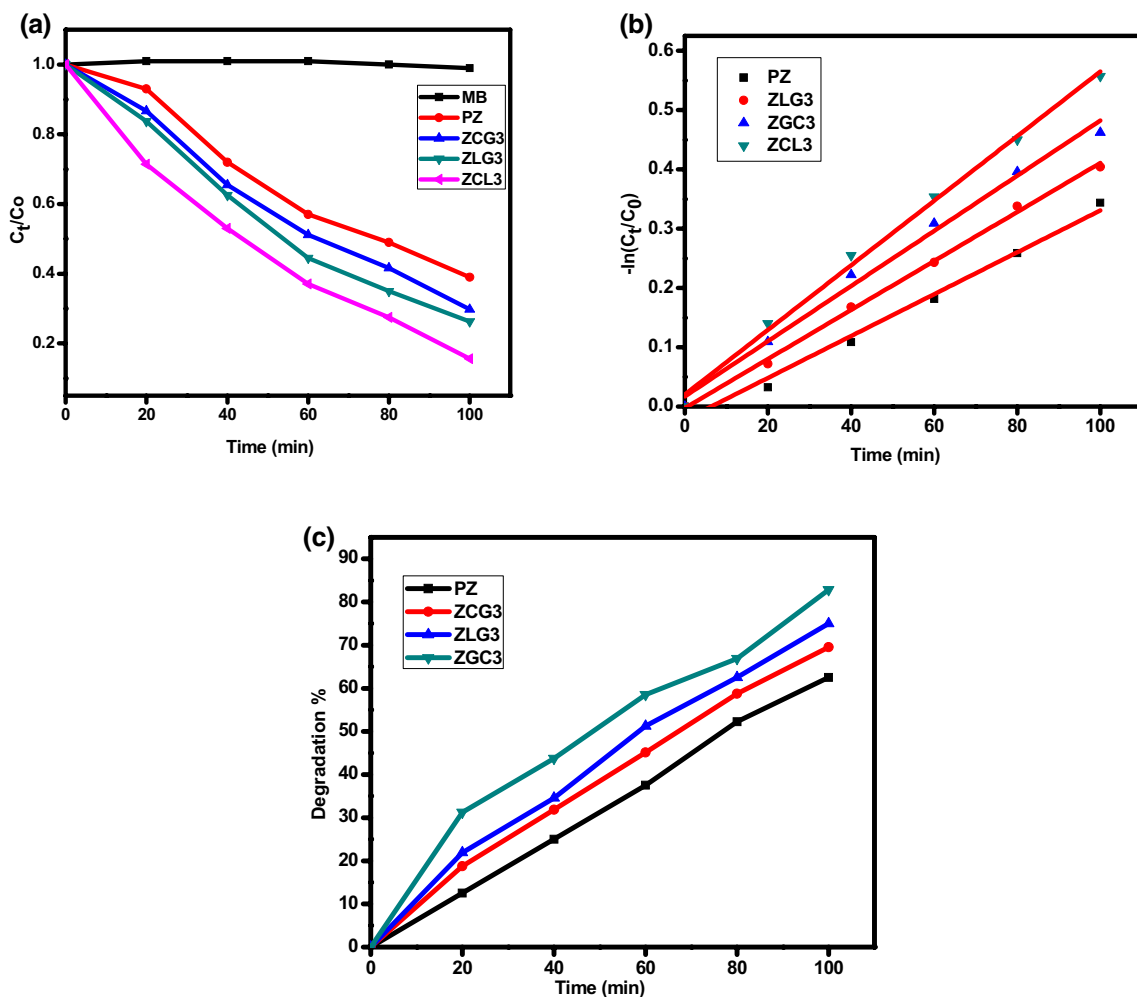 (a)
1.0
0.8
0.6
0.4
0.2
Ct/Co
MB
PZ
ZCG3
ZLG3
ZCL3
0 20 40 60 80 100
Time (min)
(b)
0.6
0.5
0.4
0.3
0.2
0.1
0.0
-ln(Ct/C0)
PZ
ZLG3
ZGC3
ZCL3
0 20 40 60 80 100
Time (min)
(c)
90
80
70
60
50
40
30
20
10
0
Degradation %
PZ
ZCG3
ZLG3
ZGC3
0 20 40 60 80 100
Time (min)